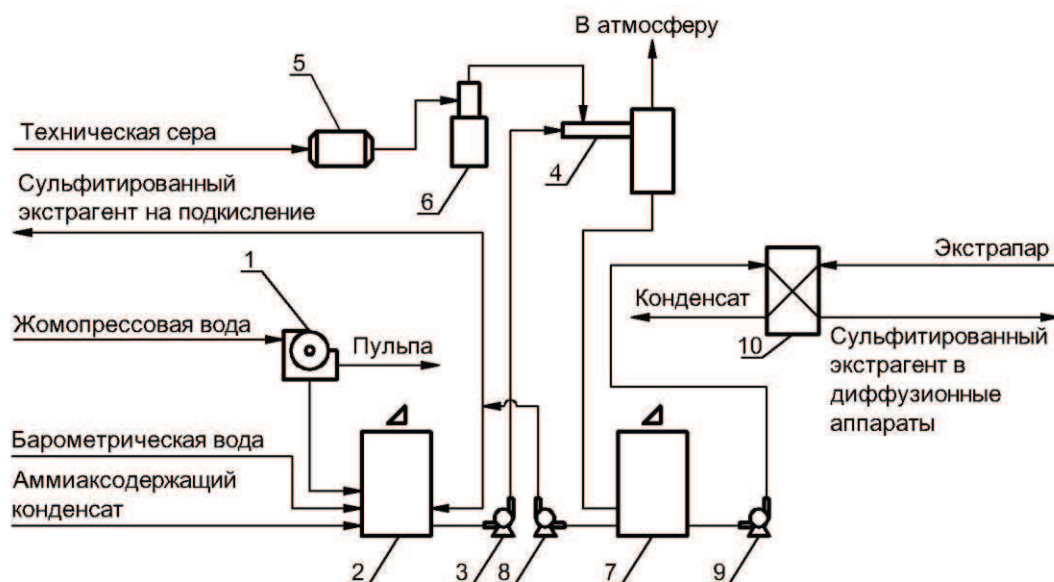 В атмосферу
5
Техническая сера
4
6
Сульфитированный
экстрагент на подкисление
1
Экстрапар
Конденсат
Жомопрессовая вода
Пульпа
10
Сульфитированный
экстрагент в
диффузионные
аппараты
Барометрическая вода
Аммиаксодержащий
конденсат
2
3
8
7
9